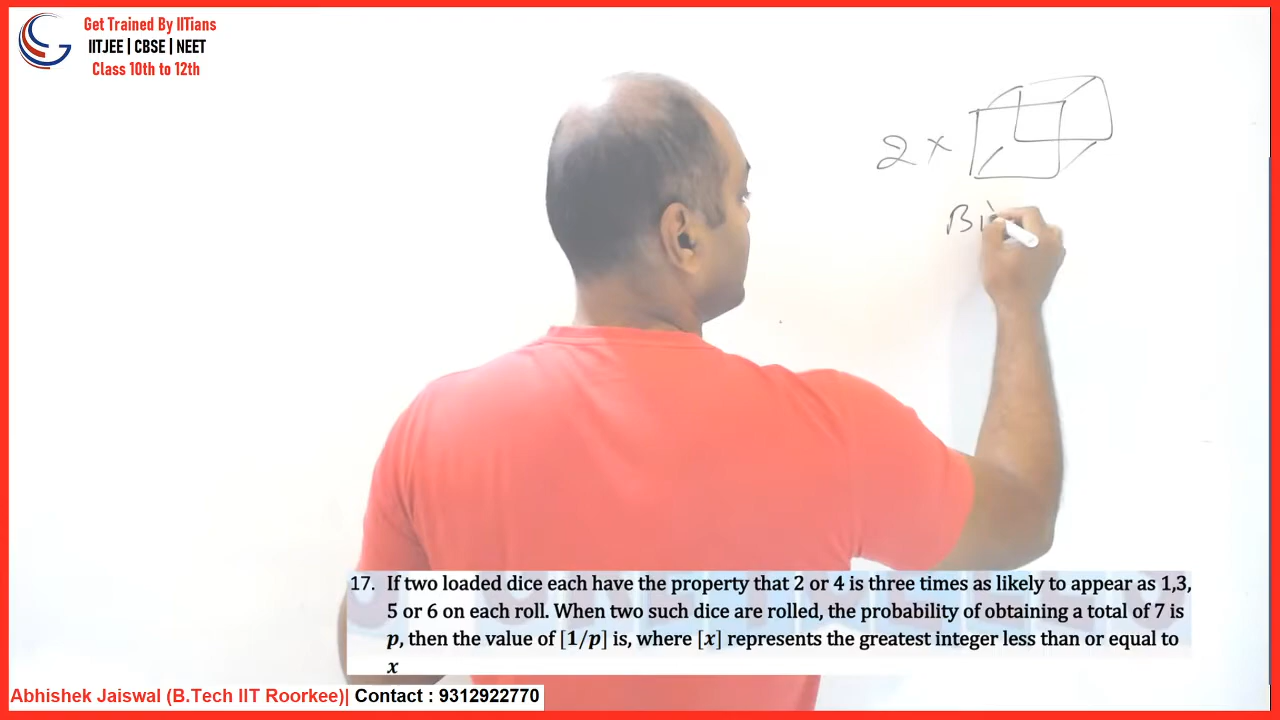 Get Trained By IITians
IITJEE | CBSE | NEET
Class 10th to 12th
2 x
Bi
17. If two loaded dice each have the property that 2 or 4 is three times as likely to appear as 1,3,
5 or 6 on each roll. When two such dice are rolled, the probability of obtaining a total of 7 is
p, then the value of [1/p] is, where [x] represents the greatest integer less than or equal to
x
Abhishek Jaiswal (B.Tech IIT Roorkee)| Contact : 9312922770